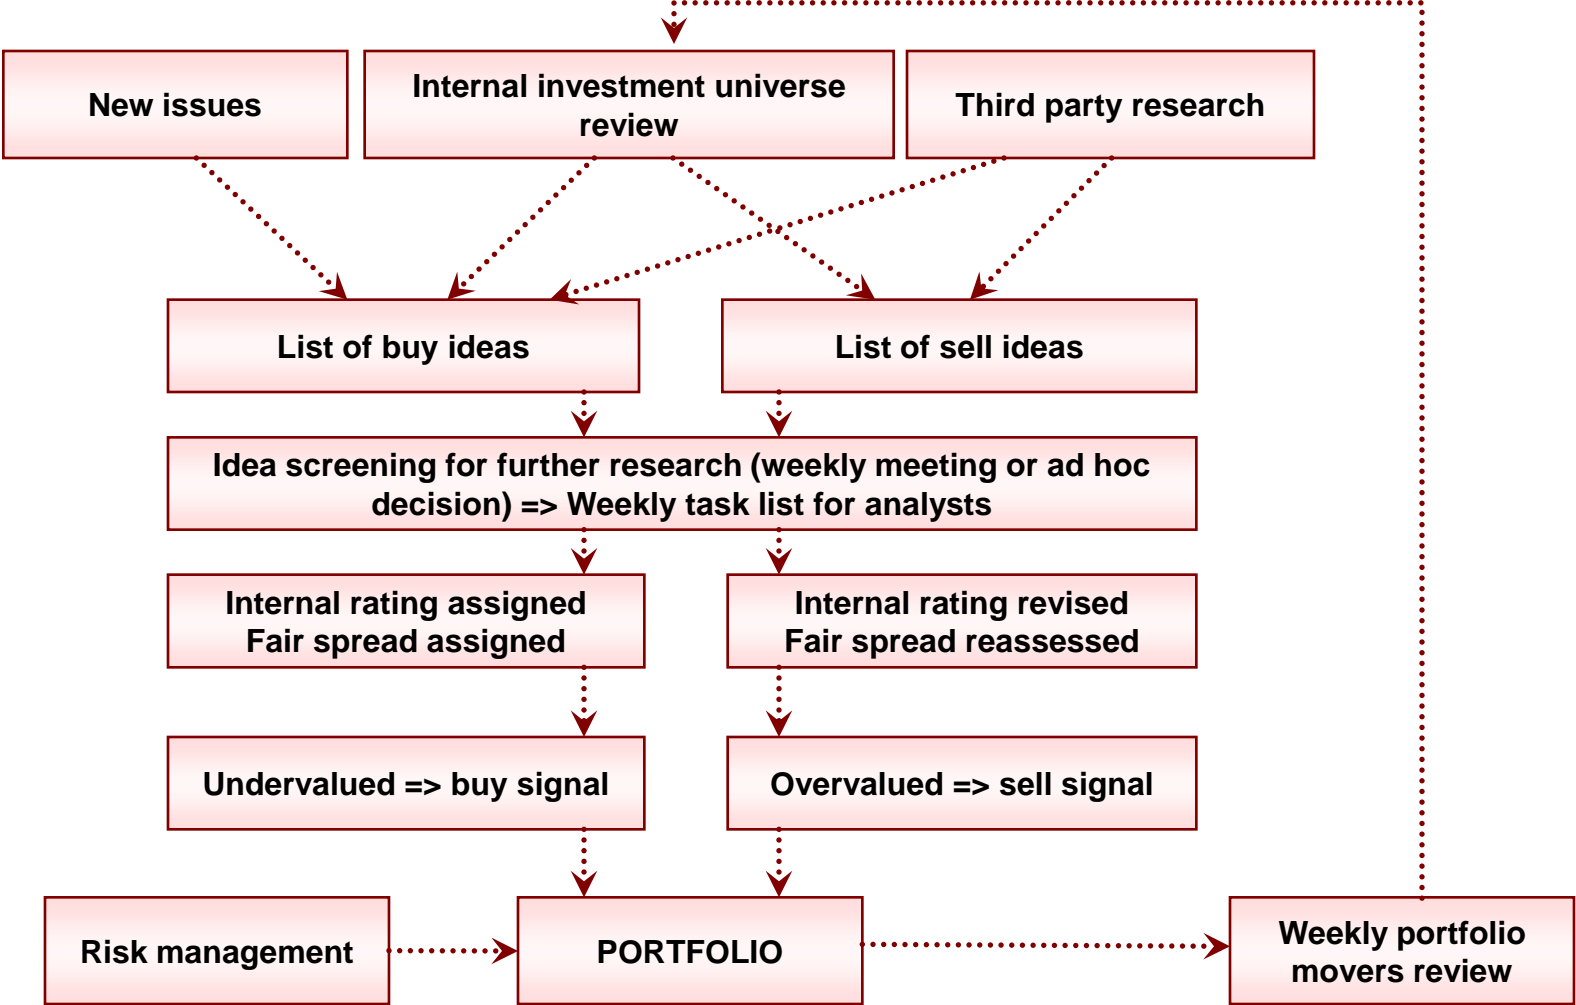 New issues
Internal investment universe
review
Third party research
List of buy ideas
List of sell ideas
Idea screening for further research (weekly meeting or ad hoc
decision) => Weekly task list for analysts
Internal rating assigned
Fair spread assigned
Internal rating revised
Fair spread reassessed
Undervalued => buy signal
Overvalued => sell signal
Risk management
PORTFOLIO
Weekly portfolio
movers review